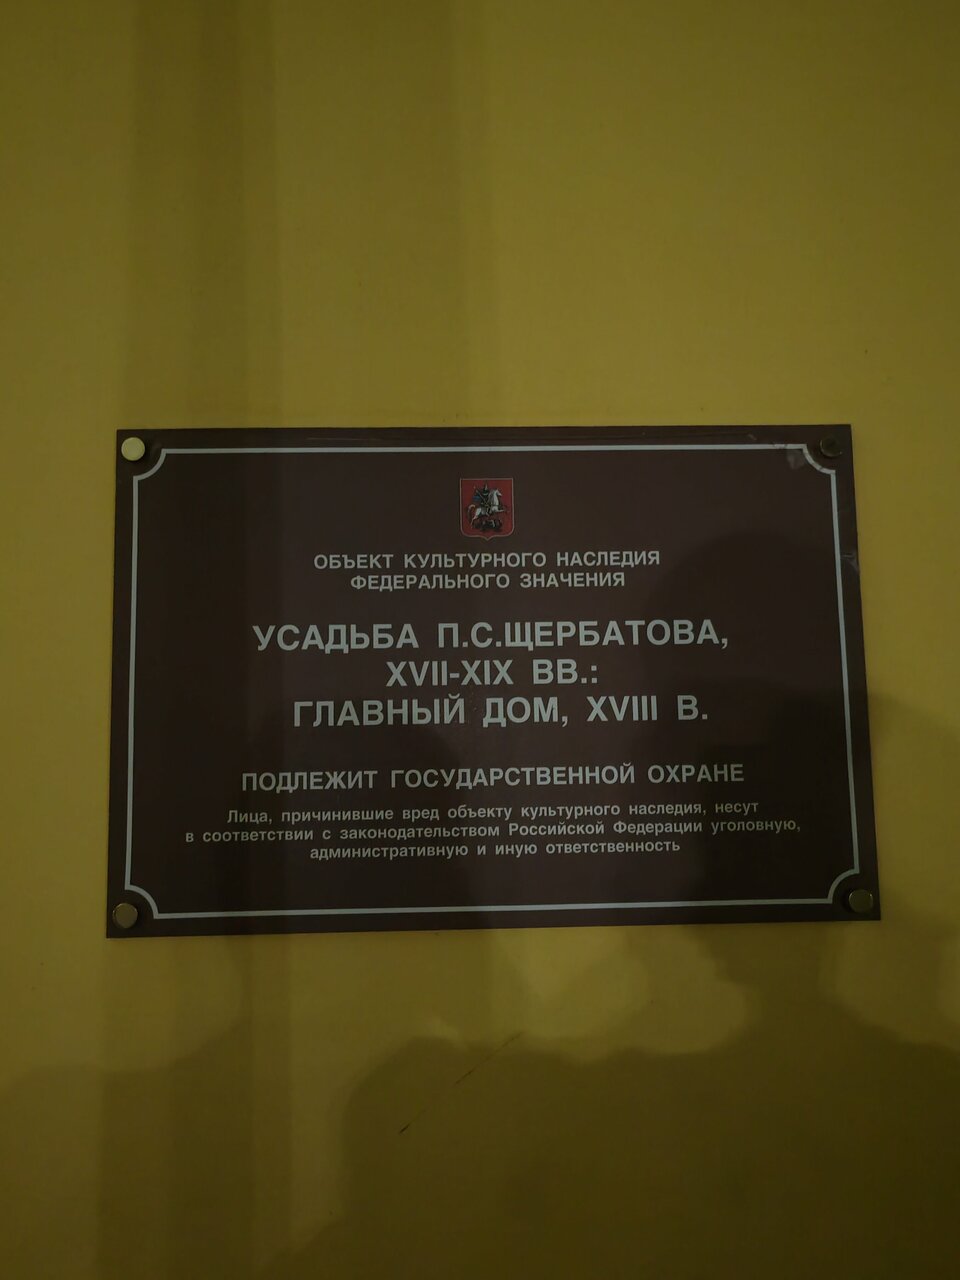 ОБЪЕКТ КУЛЬТУРНОГО НАСЛЕДИЯ
ФЕДЕРАЛЬНОГО ЗНАЧЕНИЯ
УСАДЬБА П.С.ЩЕРБАТОВА,
XVII-XIX ВВ.:
ГЛАВНЫЙ ДОМ, XVIII В.
ПОДЛЕЖИТ ГОСУДАРСТВЕННОЙ ОХРАНЕ
Лица, причинившие вред объекту культурного наследия, несут
в соответствии с законодательством Российской Федерации уголовную,
административную и иную ответственность